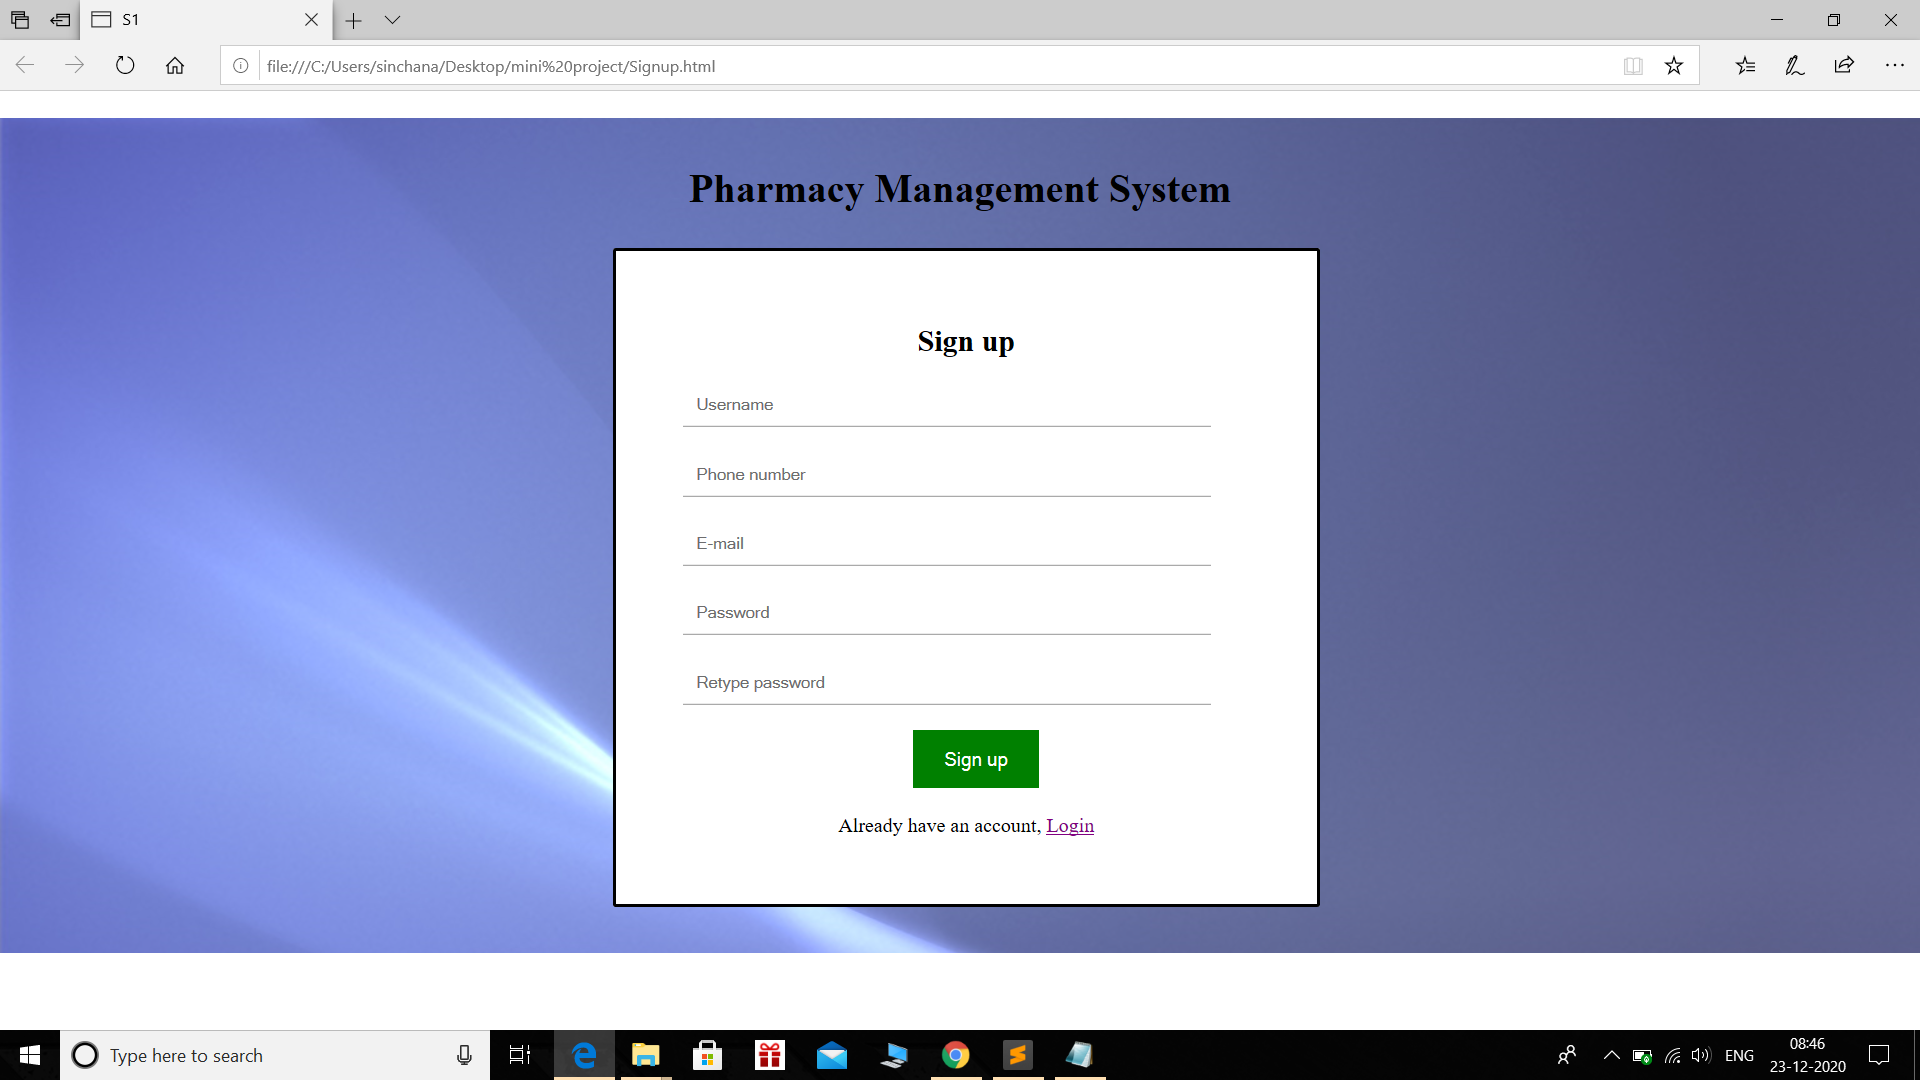 S1
file:///C:/Users/sinchana/Desktop/mini%20project/Signup.html
Pharmacy Management System
Sign up
Username
Phone number
E-mail
Password
Retype password
Sign up
Already have an account, Login
Type here to search
ENG
08:46
23-12-2020